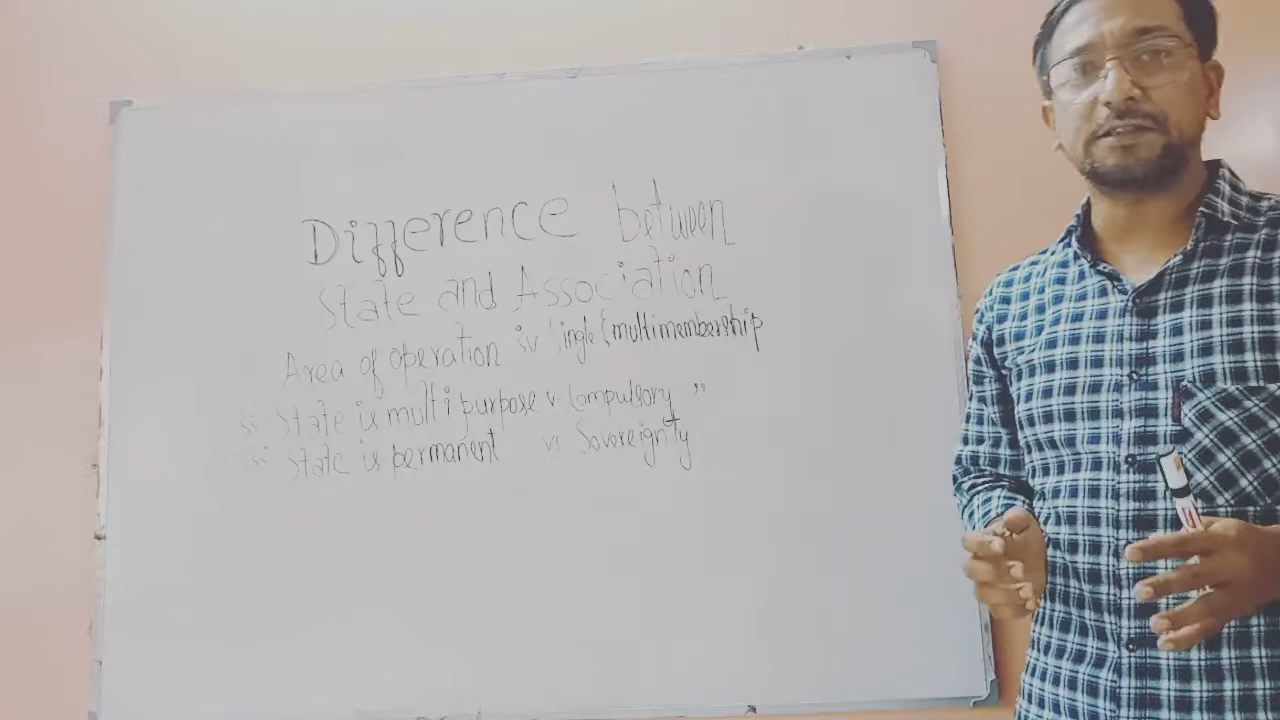 Difference between
State and Association
Area of operation iv Single {multimembership
ii State is multi purpose v. Compulsory ”
iii State is permanent vi Sovereignty